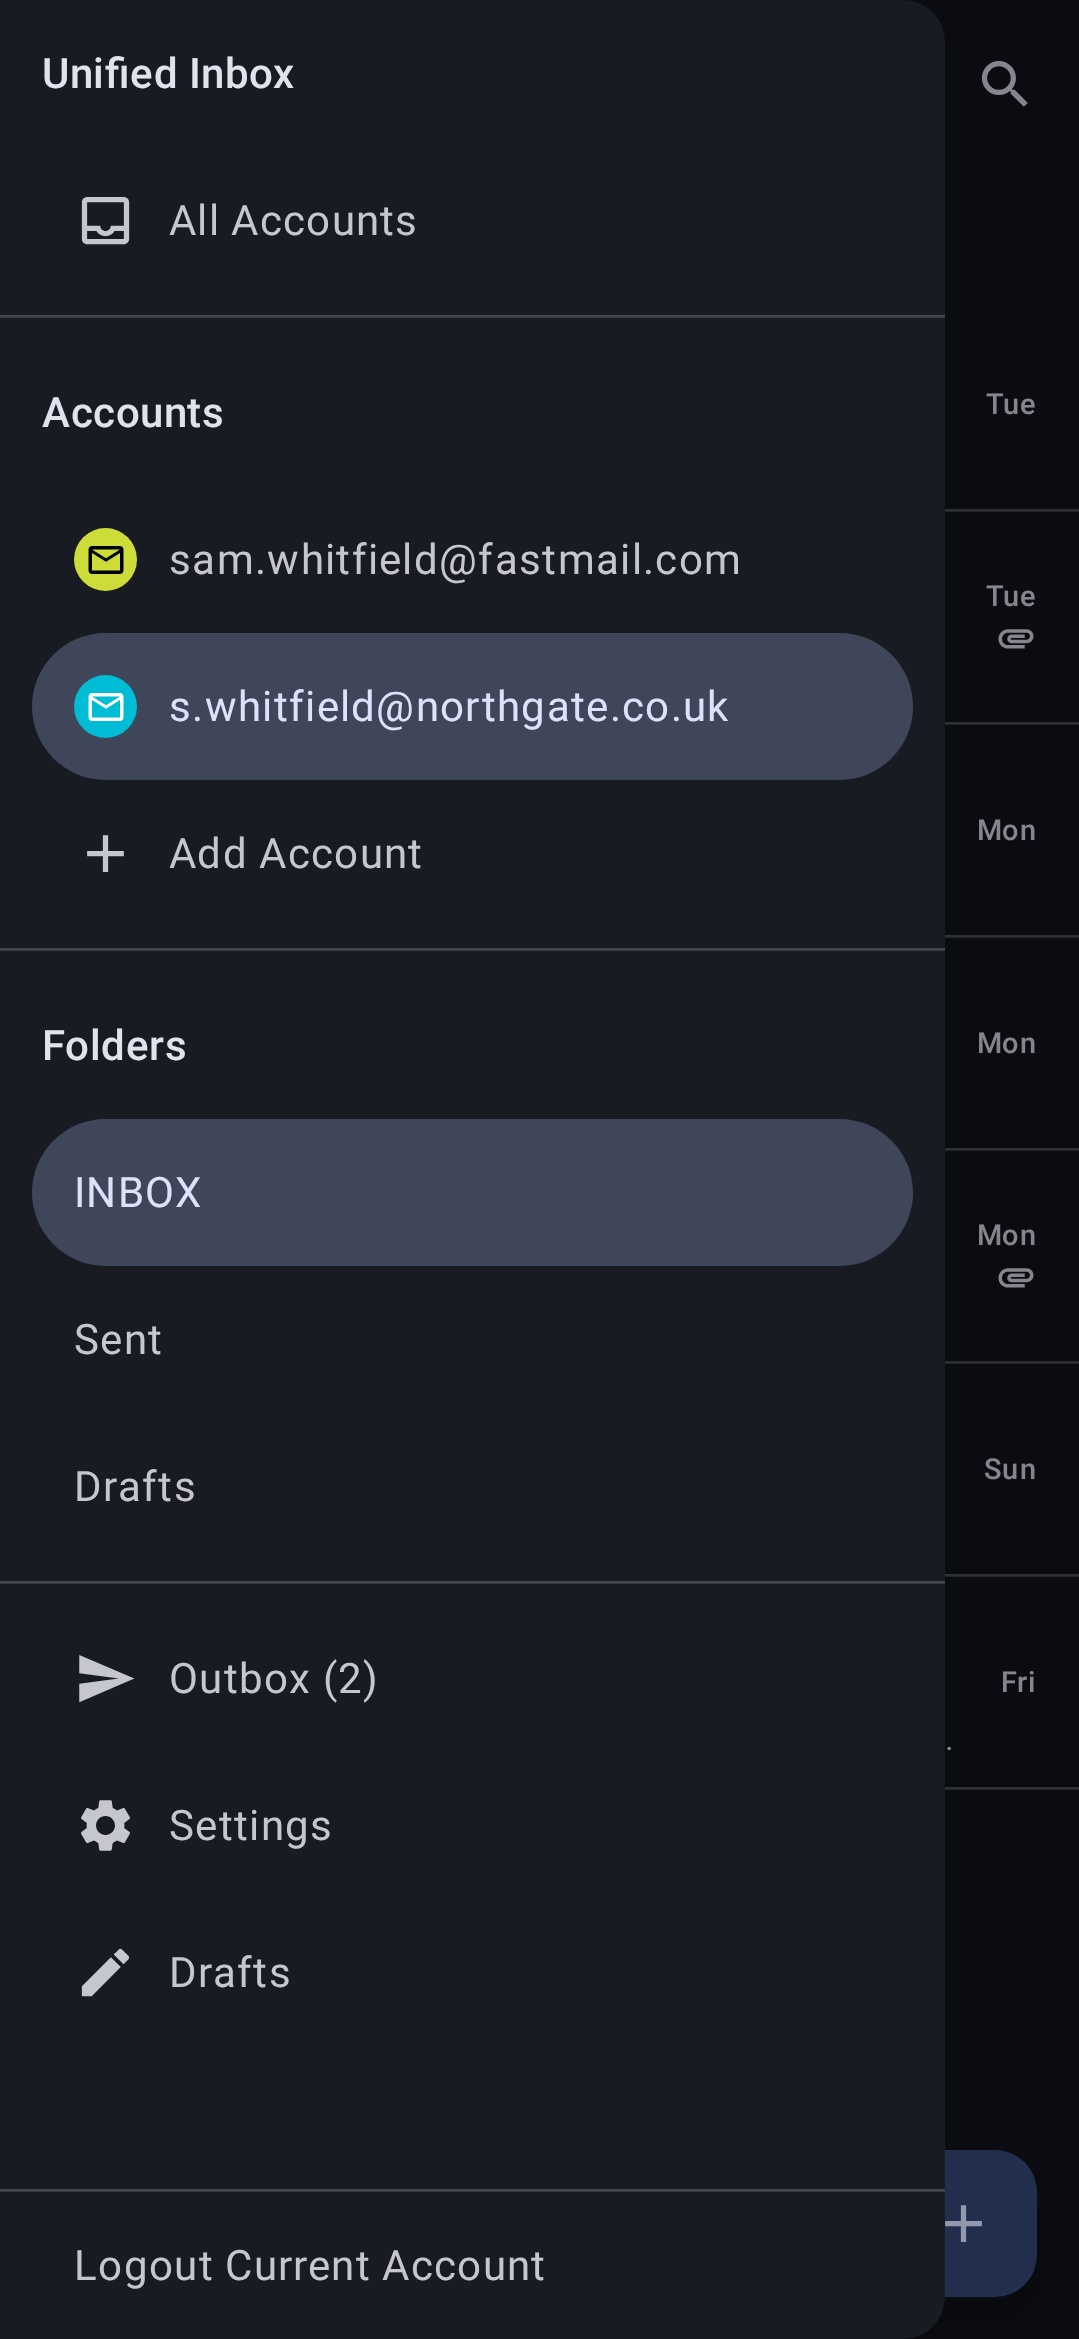 Unified Inbox
All Accounts
Accounts
sam.whitfield@fastmail.com
s.whitfield@northgate.co.uk
Add Account
Folders
INBOX
Sent
Drafts
Outbox (2)
Settings
Drafts
Logout Current Account
Tue
Tue
Mon
Mon
Mon
Sun
Fri
.